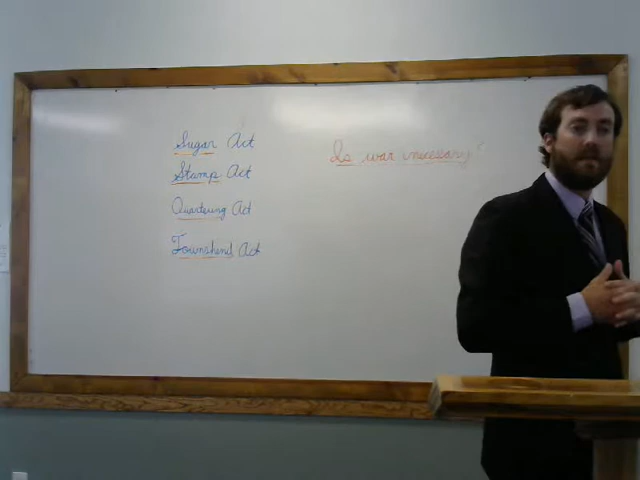 Sugar Act
Stamp Act
Quartering Act
Townshend Act
Is war necessary?